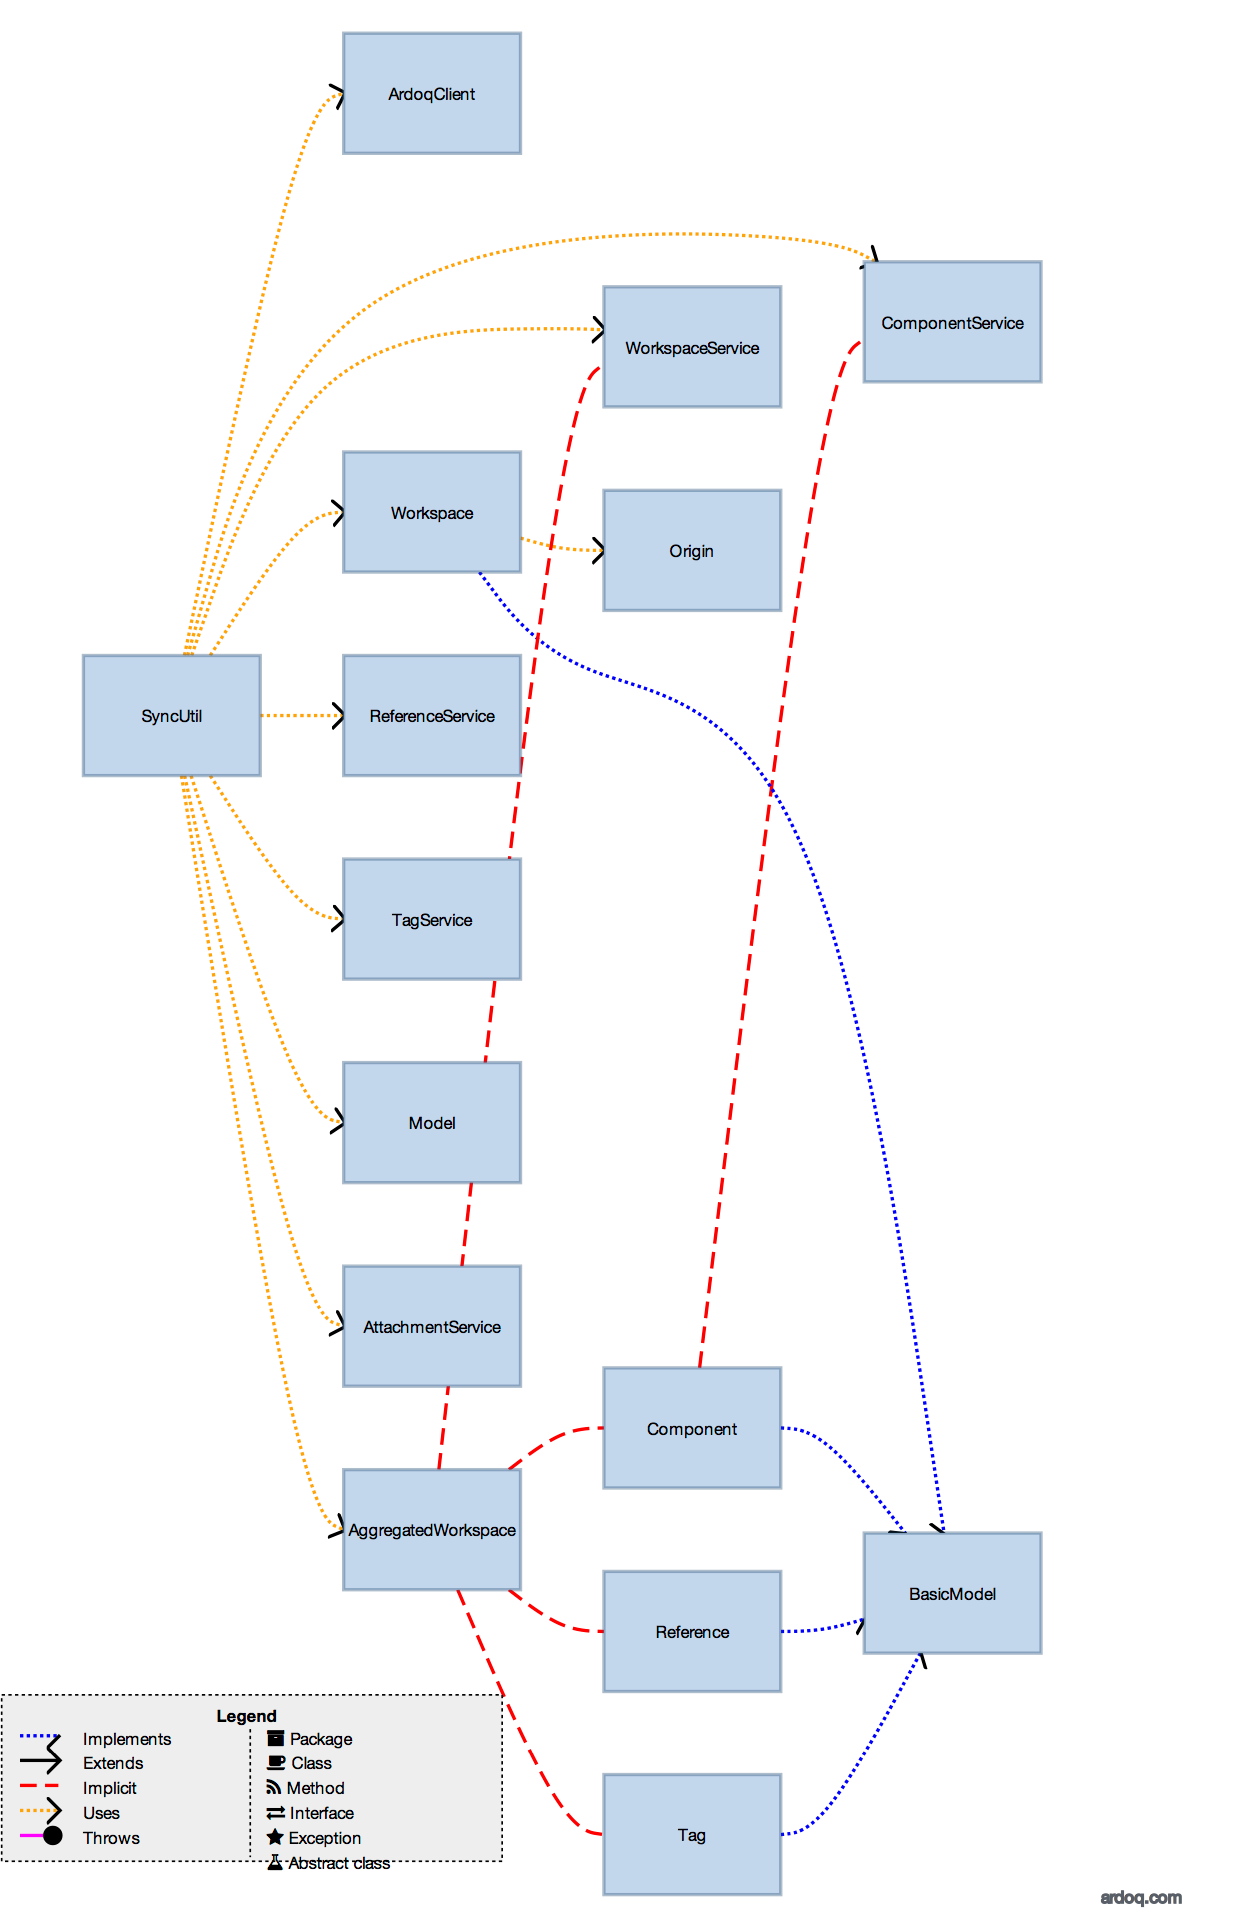 ArdoqClient
ComponentService
WorkspaceService
Workspace
Origin
SyncUtil
ReferenceService
TagService
Model
AttachmentService
Component
AggregatedWorkspace
BasicModel
Reference
Legend
Implements
Package
Extends
Class
Implicit
Method
Uses
Interface
Throws
Exception
Abstract class
Tag
ardoq.com